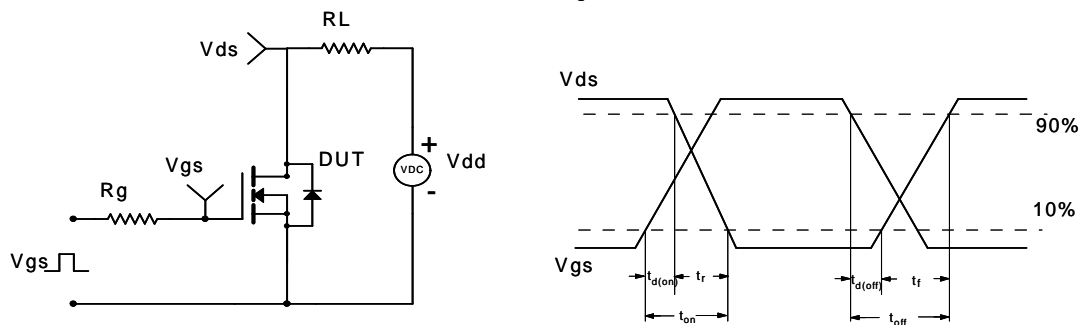 RL
Vds
Vgs
DUT
Rg
VDC
+
-
Vdd
Vgs
Vds
90%
10%
Vgs
td(on)
tr
td(off)
tf
ton
toff